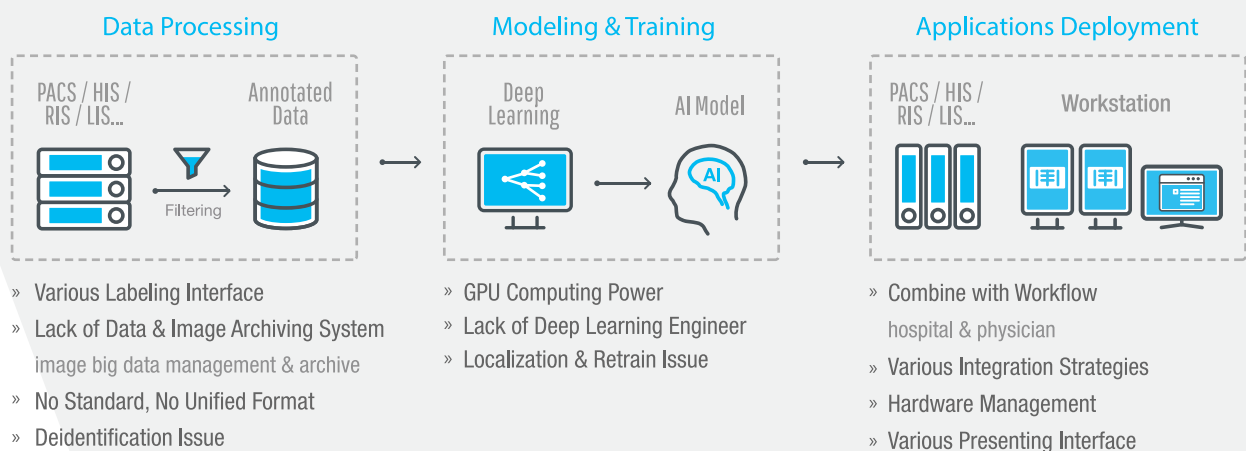 Data Processing
PACS / HIS /
RIS / LIS...
Annotated
Data
Filtering
» Various Labeling Interface
» Lack of Data & Image Archiving System
image big data management & archive
» No Standard, No Unified Format
» Deidentification Issue
Modeling & Training
Deep
Learning
AI Model
AI
» GPU Computing Power
» Lack of Deep Learning Engineer
» Localization & Retrain Issue
Applications Deployment
PACS / HIS /
RIS / LIS...
Workstation
» Combine with Workflow
hospital & physician
» Various Integration Strategies
» Hardware Management
» Various Presenting Interface